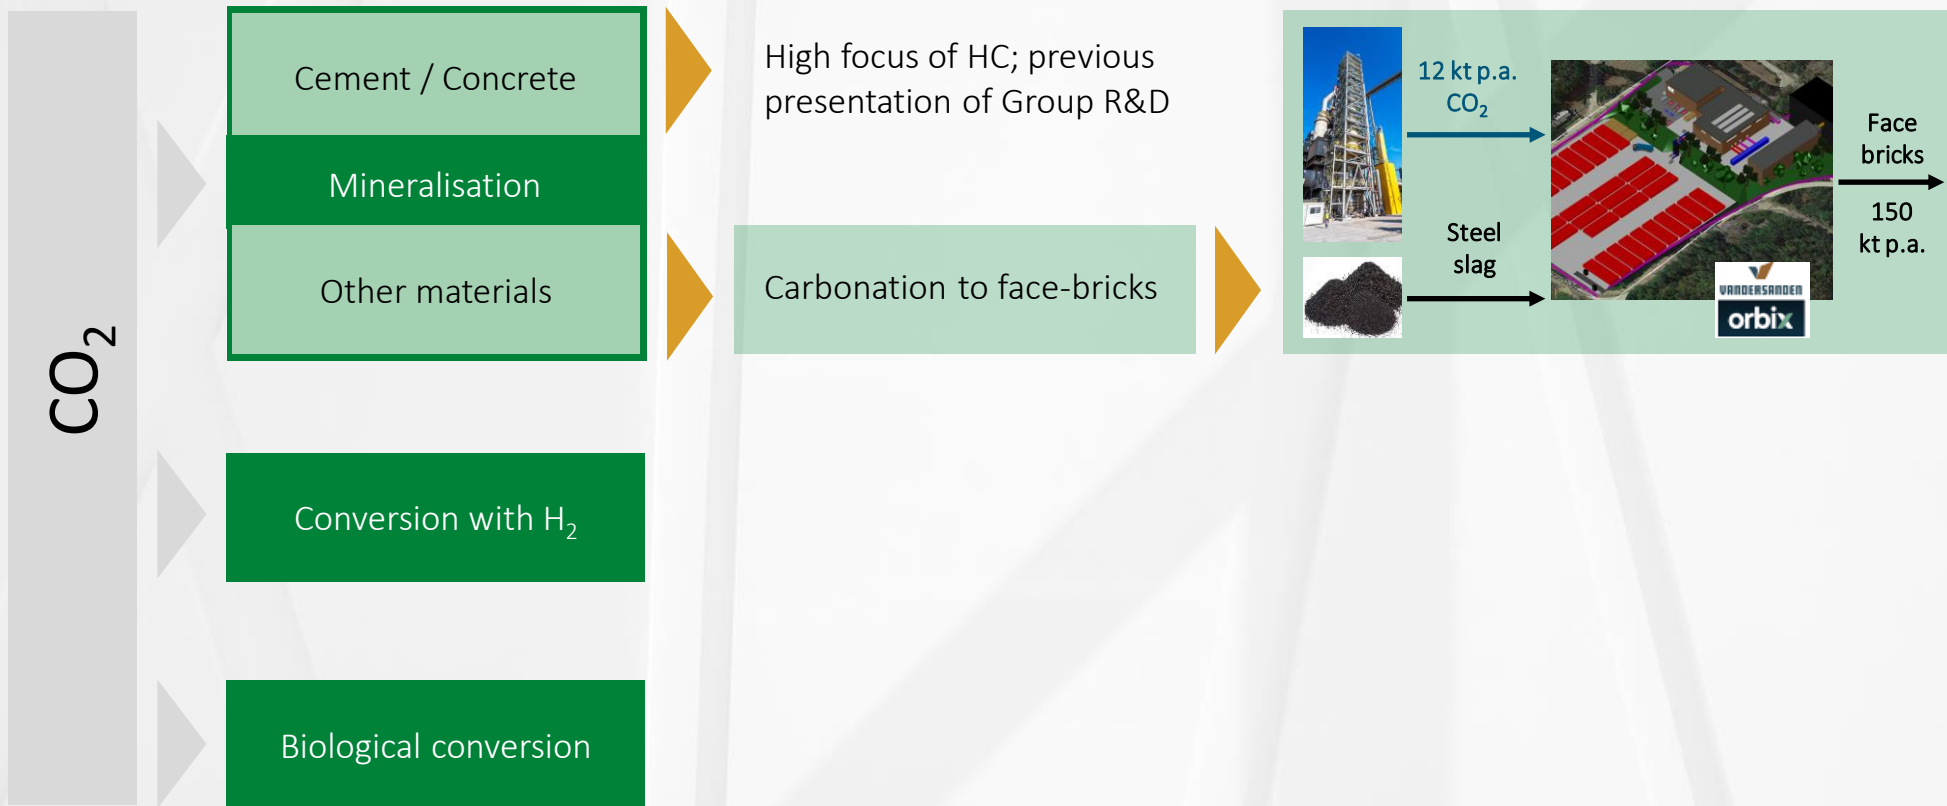 CO₂
Cement / Concrete
Mineralisation
Other materials
Conversion with H₂
Biological conversion
High focus of HC; previous
presentation of Group R&D
Carbonation to face-bricks
12 kt p.a.
CO₂
Steel
slag
VANDERSANDEN
orbix
Face
bricks
150
kt p.a.